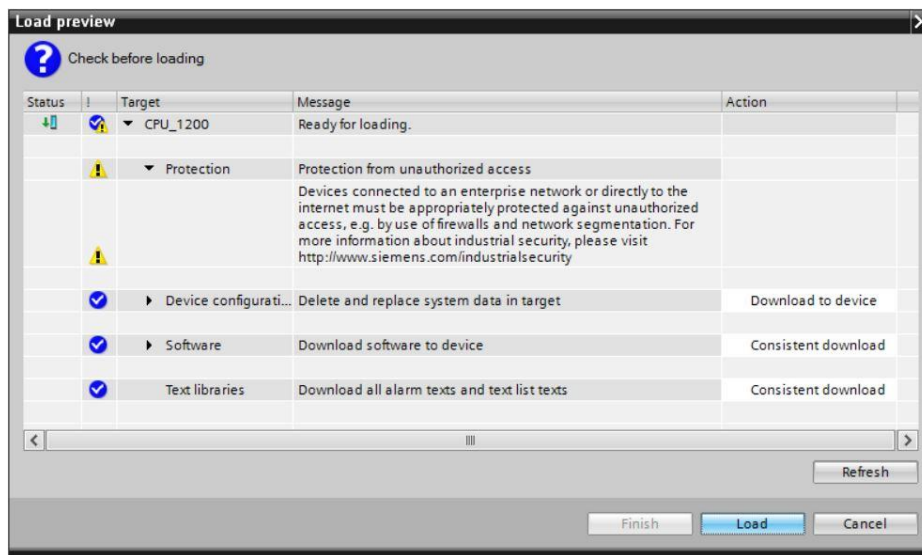 Load preview
Check before loading
Status ! Target Message Action
CPU_1200 Ready for loading.
Protection Protection from unauthorized access
Devices connected to an enterprise network or directly to the
internet must be appropriately protected against unauthorized
access, e.g. by use of firewalls and network segmentation. For
more information about industrial security, please visit
http://www.siemens.com/industrialsecurity
Device configurati... Delete and replace system data in target Download to device
Software Download software to device Consistent download
Text libraries Download all alarm texts and text list texts Consistent download
Refresh
Finish Load Cancel